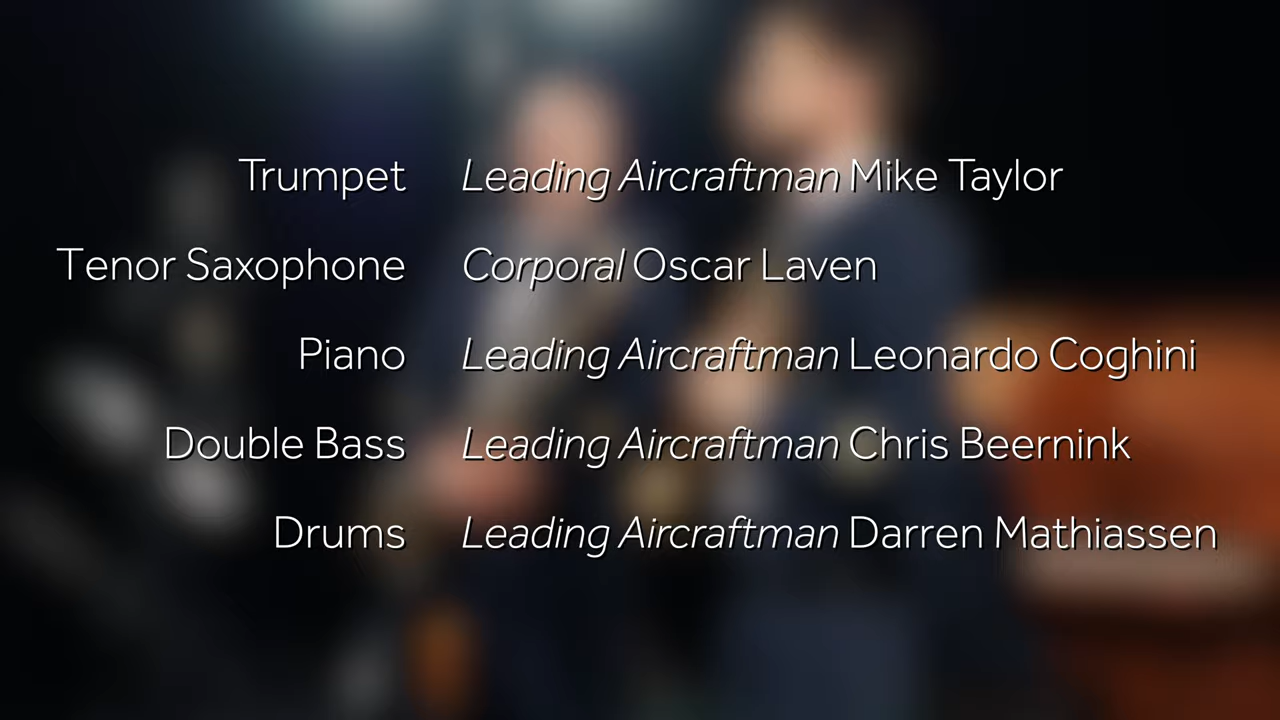 Trumpet Leading Aircraftman Mike Taylor
Tenor Saxophone Corporal Oscar Laven
Piano Leading Aircraftman Leonardo Coghini
Double Bass Leading Aircraftman Chris Beernink
Drums Leading Aircraftman Darren Mathiassen